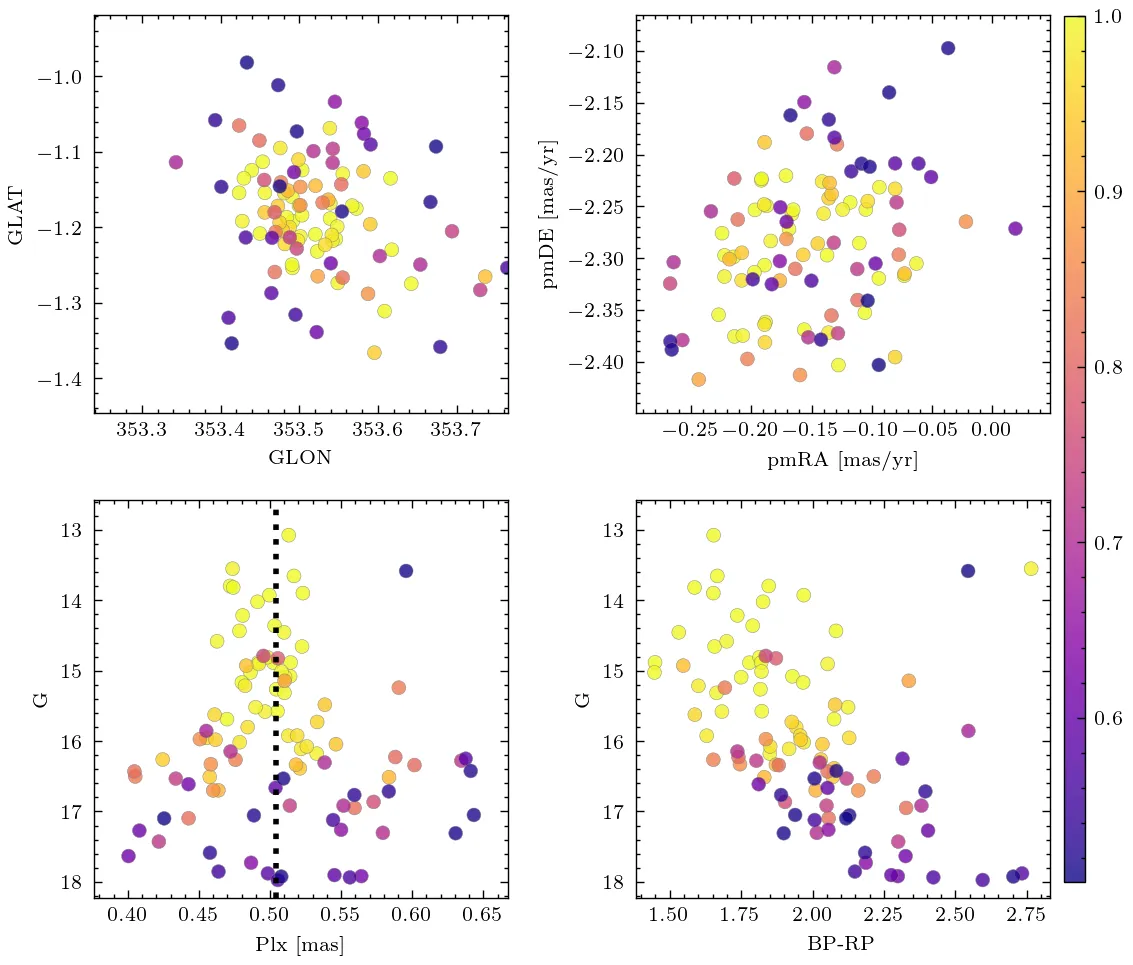 −1.0
−1.1
−1.2
−1.3
−1.4
GLAT
353.3 353.4 353.5 353.6 353.7
GLON
−2.10
−2.15
−2.20
−2.25
−2.30
−2.35
−2.40
pmDE [mas/yr]
−0.25 −0.20 −0.15 −0.10 −0.05 0.00
pmRA [mas/yr]
1.0
0.9
0.8
0.7
0.6
13
14
15
16
17
18
G
0.40 0.45 0.50 0.55 0.60 0.65
Plx [mas]
13
14
15
16
17
18
G
1.50 1.75 2.00 2.25 2.50 2.75
BP-RP